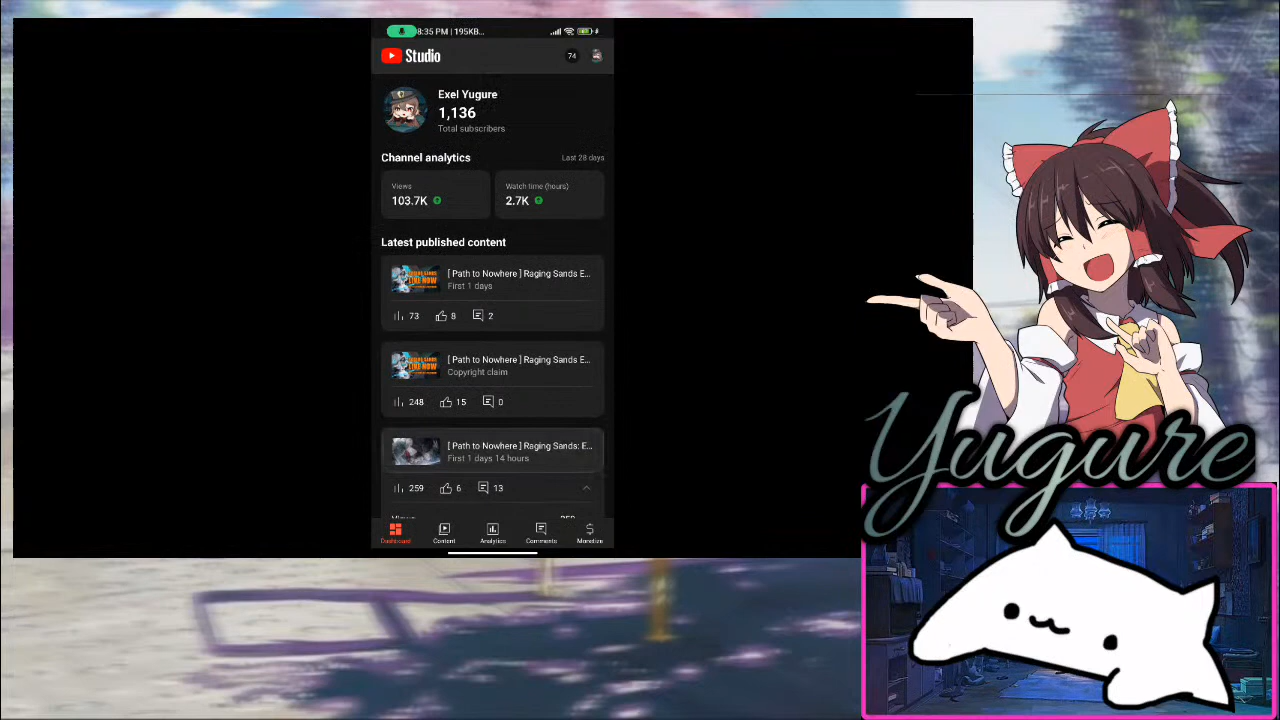 8:35 PM | 195KB...
Studio
74
Exel Yugure
1,136
Total subscribers
Channel analytics
Last 28 days
Views
Watch time (hours)
103.7K
2.7K
Latest published content
[ Path to Nowhere ] Raging Sands E...
First 1 days
73 8 2
[ Path to Nowhere ] Raging Sands E...
Copyright claim
248 15 0
[ Path to Nowhere ] Raging Sands: E...
First 1 days 14 hours
259 6 13
Dashboard Content Analytics Comments Monetize
Yugure